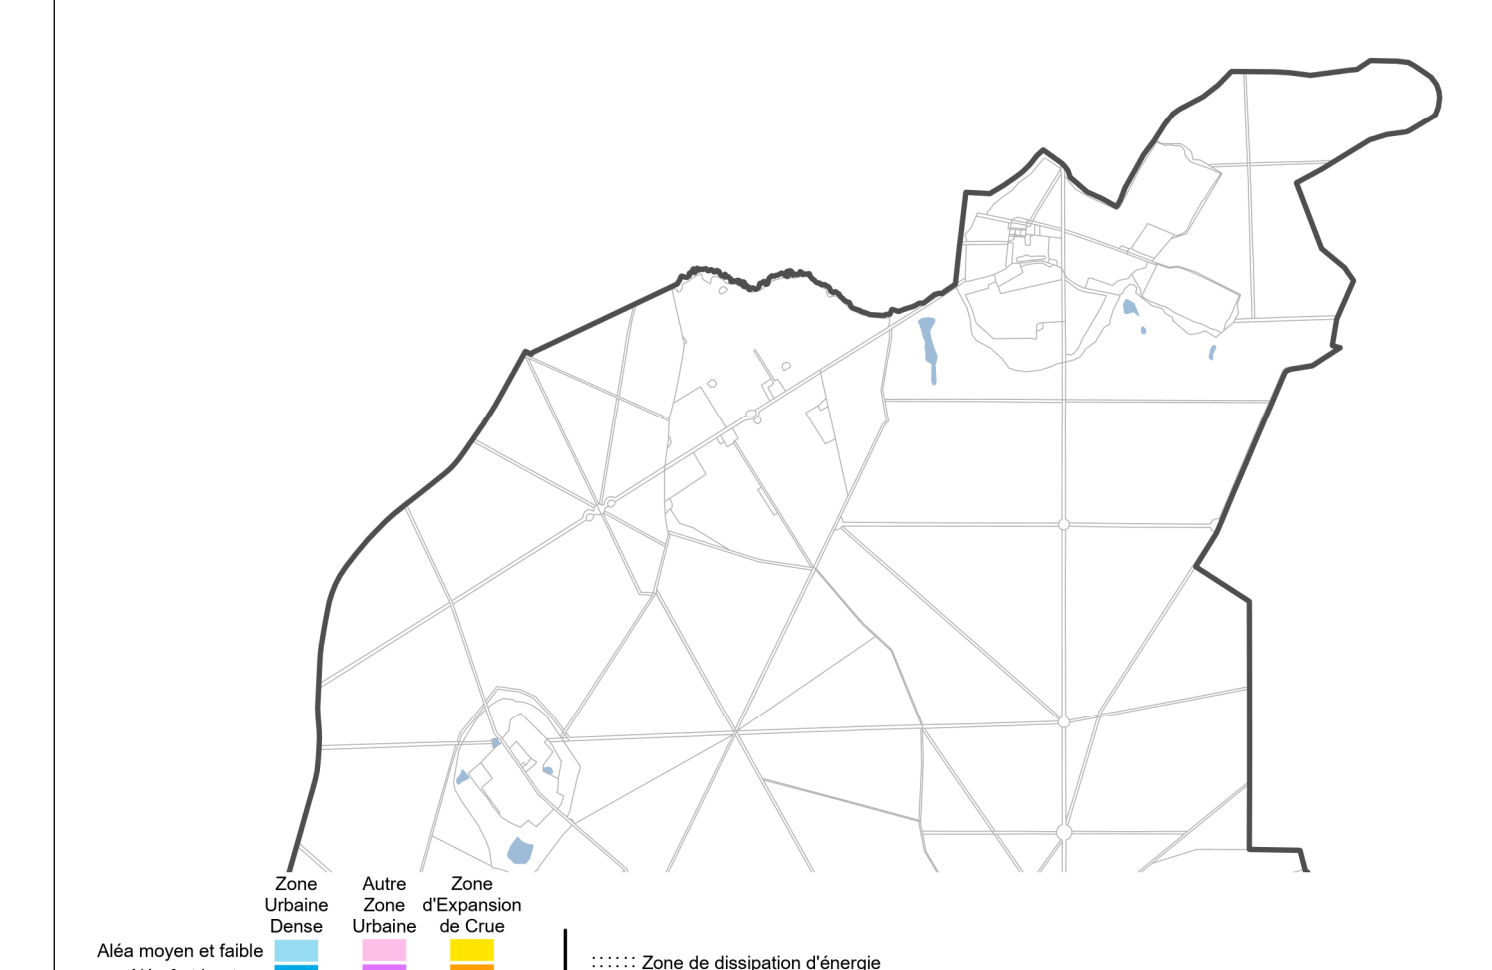 Zone
Urbaine
Dense
Autre
Zone
Urbaine
Zone
d'Expansion
de Crue
Aléa moyen et faible
Zone de dissipation d'énergie